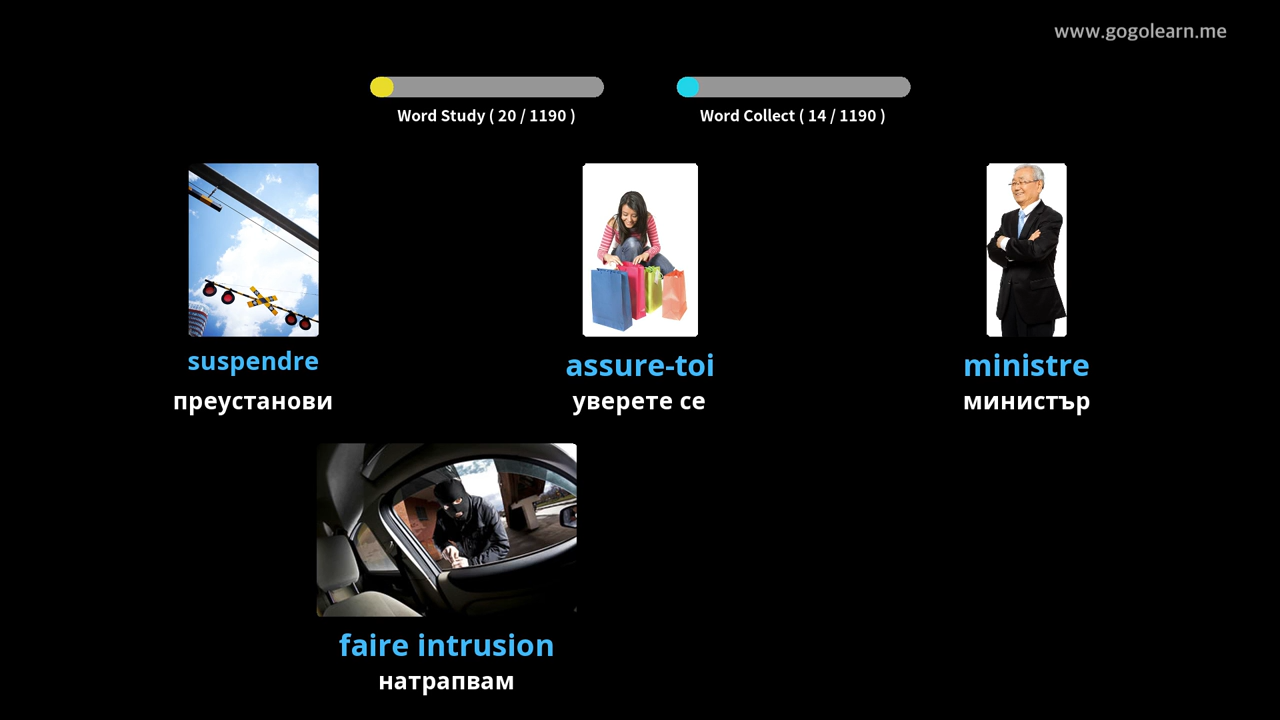 www.gogolearn.me
Word Study ( 20 / 1190 )
Word Collect ( 14 / 1190 )
suspendre
преустанови
assure-toi
уверете се
ministre
министър
faire intrusion
натрапвам